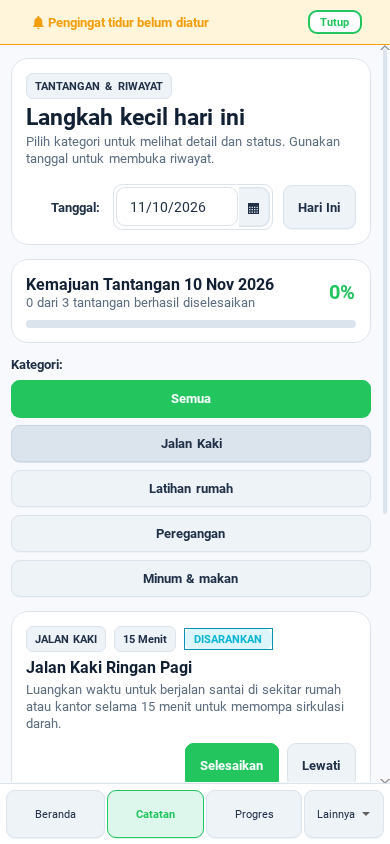 Pengingat tidur belum diatur
Tutup
TANTANGAN & RIWAYAT
Langkah kecil hari ini
Pilih kategori untuk melihat detail dan status. Gunakan
tanggal untuk membuka riwayat.
Tanggal:
11/10/2026
Hari Ini
Kemajuan Tantangan 10 Nov 2026
0%
0 dari 3 tantangan berhasil diselesaikan
Kategori:
Semua
Jalan Kaki
Latihan rumah
Peregangan
Minum & makan
JALAN KAKI
15 Menit
DISARANKAN
Jalan Kaki Ringan Pagi
Luangkan waktu untuk berjalan santai di sekitar rumah
atau kantor selama 15 menit untuk memompa sirkulasi
darah.
Selesaikan
Lewati
Beranda
Catatan
Progres
Lainnya